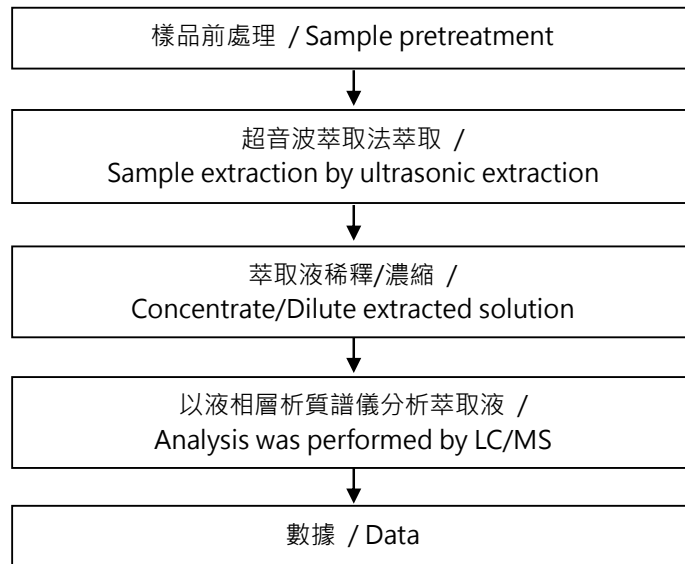 樣品前處理 / Sample pretreatment
超音波萃取法萃取 /
Sample extraction by ultrasonic extraction
萃取液稀釋/濃縮 /
Concentrate/Dilute extracted solution
以液相層析質譜儀分析萃取液 /
Analysis was performed by LC/MS
數據 / Data